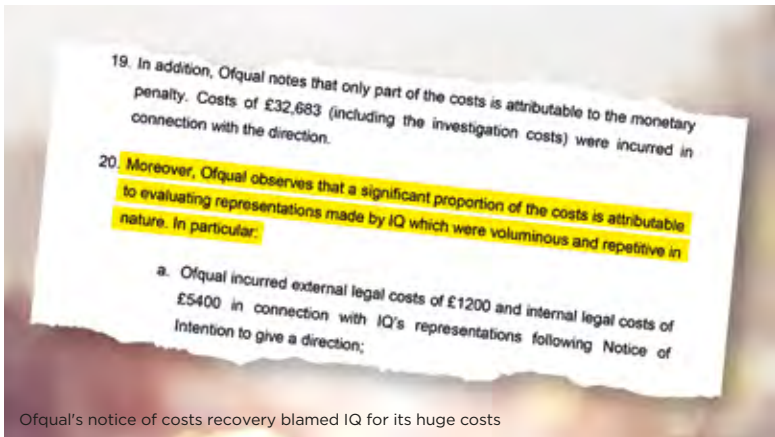 19. In addition, Ofqual notes that only part of the costs is attributable to the monetary
penalty. Costs of £32,683 (including the investigation costs) were incurred in
connection with the direction.
20. Moreover, Ofqual observes that a significant proportion of the costs is attributable
to evaluating representations made by IQ which were voluminous and repetitive in
nature. In particular:
a. Ofqual incurred external legal costs of £1200 and internal legal costs of
£5400 in connection with IQ's representations following Notice of
Intention to give a direction;
Ofqual's notice of costs recovery blamed IQ for its huge costs